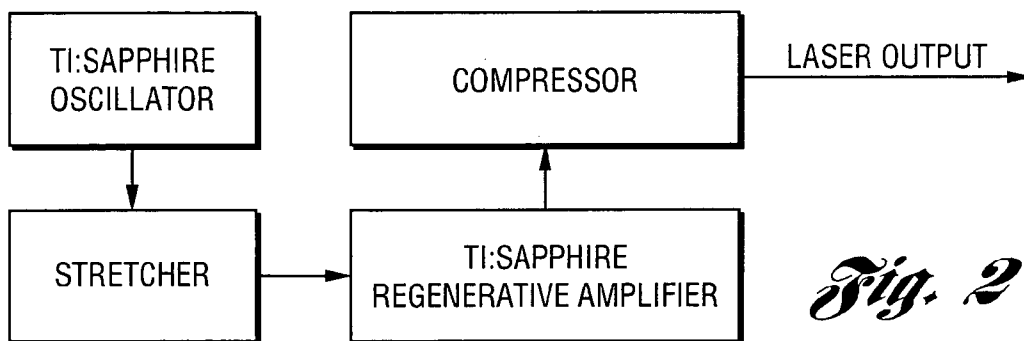 TI:SAPPHIRE
OSCILLATOR
COMPRESSOR
LASER OUTPUT
STRETCHER
TI:SAPPHIRE
REGENERATIVE AMPLIFIER
Fig. 2